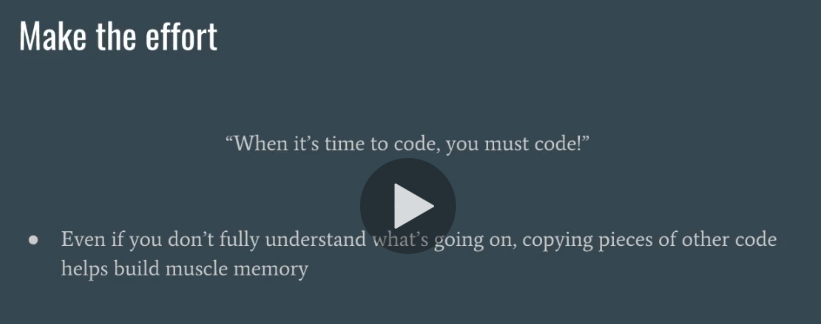 Make the effort
“When it’s time to code, you must code!”
● Even if you don’t fully understand what’s going on, copying pieces of other code
helps build muscle memory